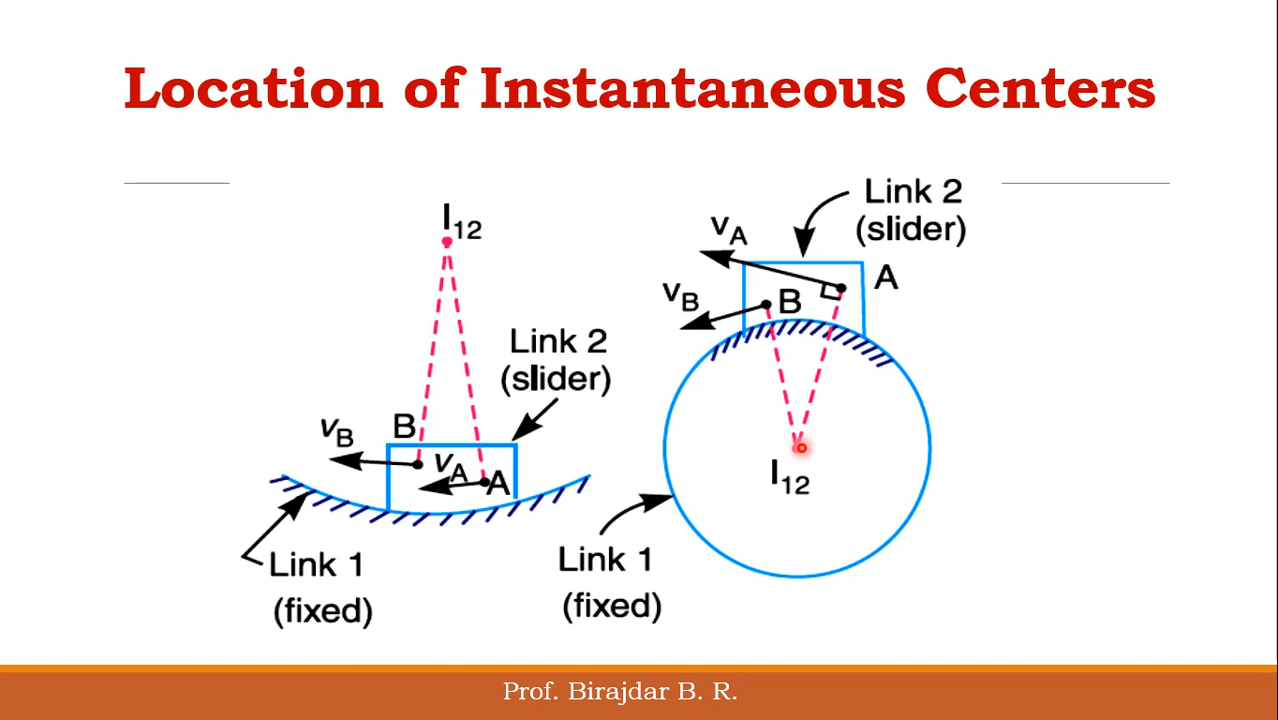 Location of Instantaneous Centers
I12
Link 2
(slider)
B
vB
vA
A
Link 1
(fixed)
Link 2
(slider)
vA
A
vB
B
I12
Link 1
(fixed)
Prof. Birajdar B. R.